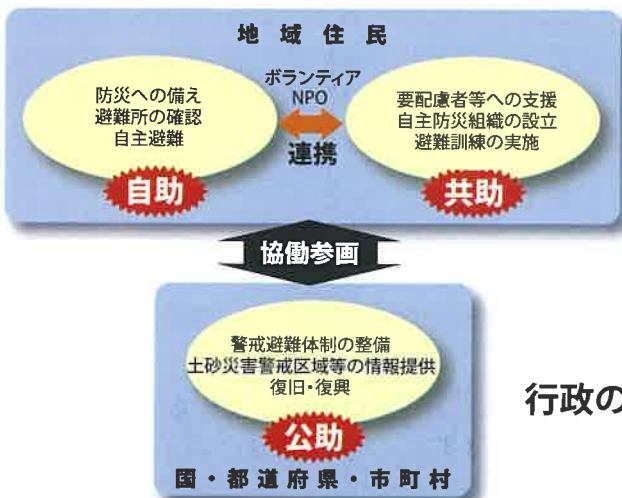 地域住民
ボランティア
NPO
防災への備え
避難所の確認
自主避難
連携
要配慮者等への支援
自主防災組織の設立
避難訓練の実施
自助
共助
協働参画
警戒避難体制の整備
土砂災害警戒区域等の情報提供
復旧・復興
公助
国・都道府県・市町村
行政の